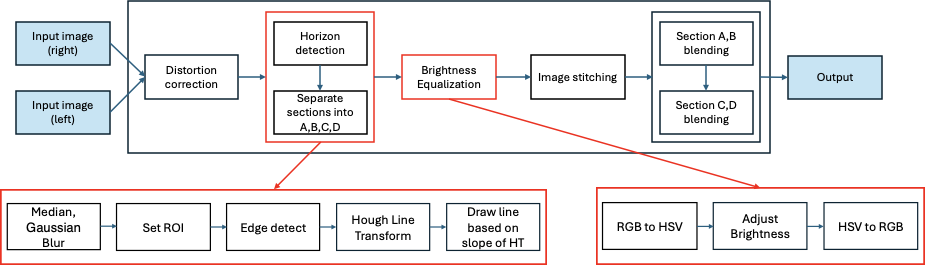 Input image
(right)
Input image
(left)
Distortion
correction
Horizon
detection
Separate
sections into
A,B,C,D
Brightness
Equalization
Image stitching
Section A,B
blending
Section C,D
blending
Output
Median,
Gaussian
Blur
Set ROI
Edge detect
Hough Line
Transform
Draw line
based on
slope of HT
RGB to HSV
Adjust
Brightness
HSV to RGB